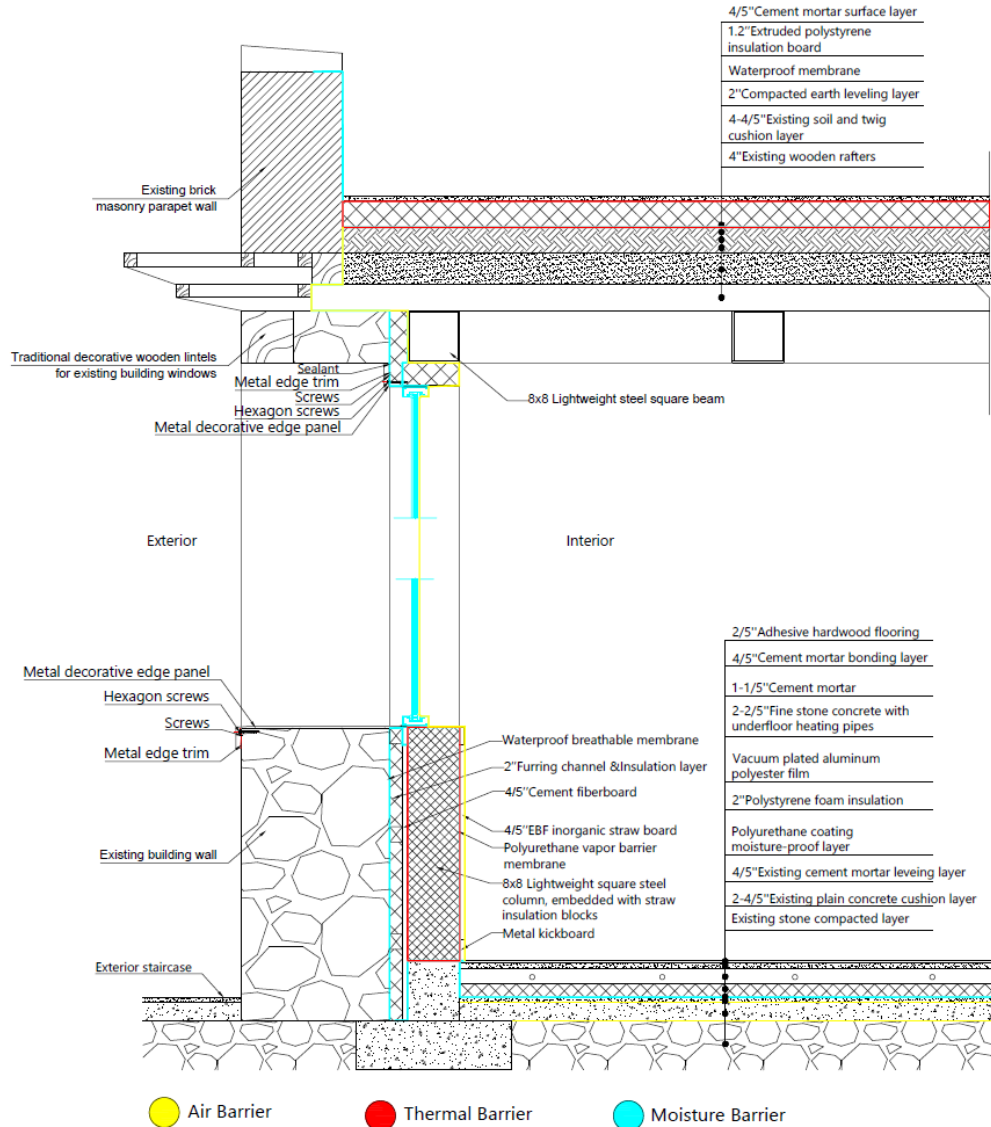 4/5"Cement mortar surface layer
1.2"Extruded polystyrene
insulation board
Waterproof membrane
2"Compacted earth leveling layer
4-4/5"Existing soil and twig
cushion layer
4"Existing wooden rafters
Existing brick
masonry parapet wall
Traditional decorative wooden lintels
for existing building windows
Sealant
Metal edge trim
Screws
Hexagon screws
Metal decorative edge panel
8x8 Lightweight steel square beam
Exterior
Interior
Metal decorative edge panel
Hexagon screws
Screws
Metal edge trim
Existing building wall
Exterior staircase
Waterproof breathable membrane
2"Furring channel &Insulation layer
4/5"Cement fiberboard
4/5"EBF inorganic straw board
Polyurethane vapor barrier
membrane
8x8 Lightweight square steel
column, embedded with straw
insulation blocks
Metal kickboard
2/5"Adhesive hardwood flooring
4/5"Cement mortar bonding layer
1-1/5"Cement mortar
2-2/5"Fine stone concrete with
underfloor heating pipes
Vacuum plated aluminum
polyester film
2"Polystyrene foam insulation
Polyurethane coating
moisture-proof layer
4/5"Existing cement mortar leveing layer
2-4/5"Existing plain concrete cushion layer
Existing stone compacted layer
Air Barrier
Thermal Barrier
Moisture Barrier